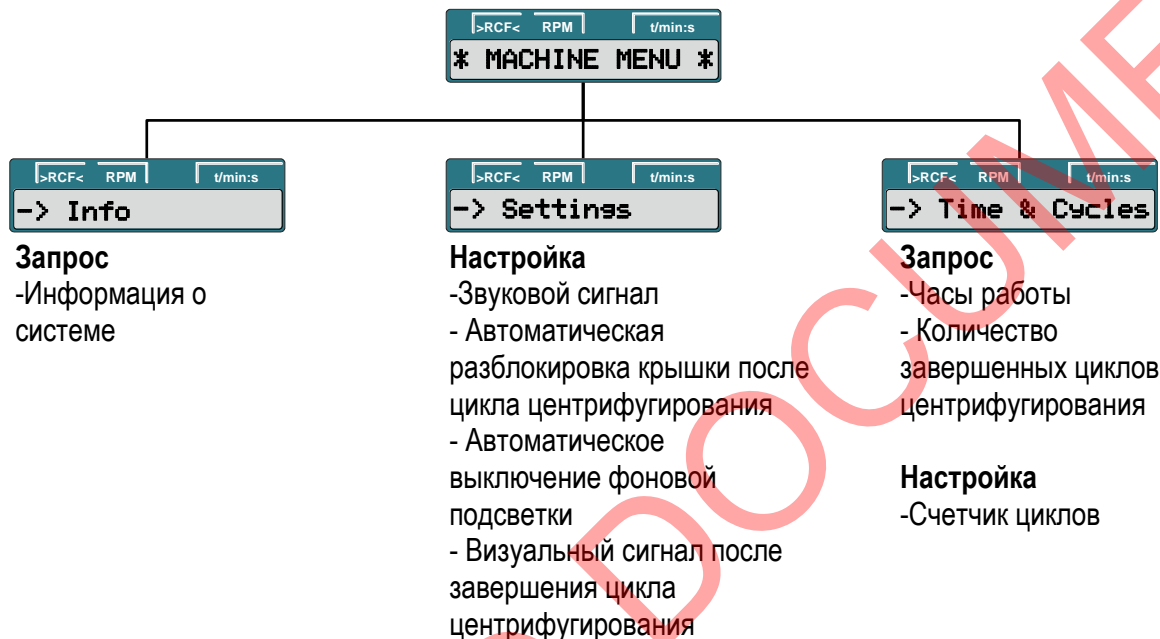 >RCF< RPM t/min:s
* MACHINE MENU *
>RCF< RPM t/min:s
-> Info
Запрос
-Информация о
системе
>RCF< RPM t/min:s
-> Settings
Настройка
-Звуковой сигнал
- Автоматическая
разблокировка крышки после
цикла центрифугирования
- Автоматическое
выключение фоновой
подсветки
- Визуальный сигнал после
завершения цикла
центрифугирования
>RCF< RPM t/min:s
-> Time & Cycles
Запрос
-Часы работы
- Количество
завершенных циклов
центрифугирования
Настройка
-Счетчик циклов